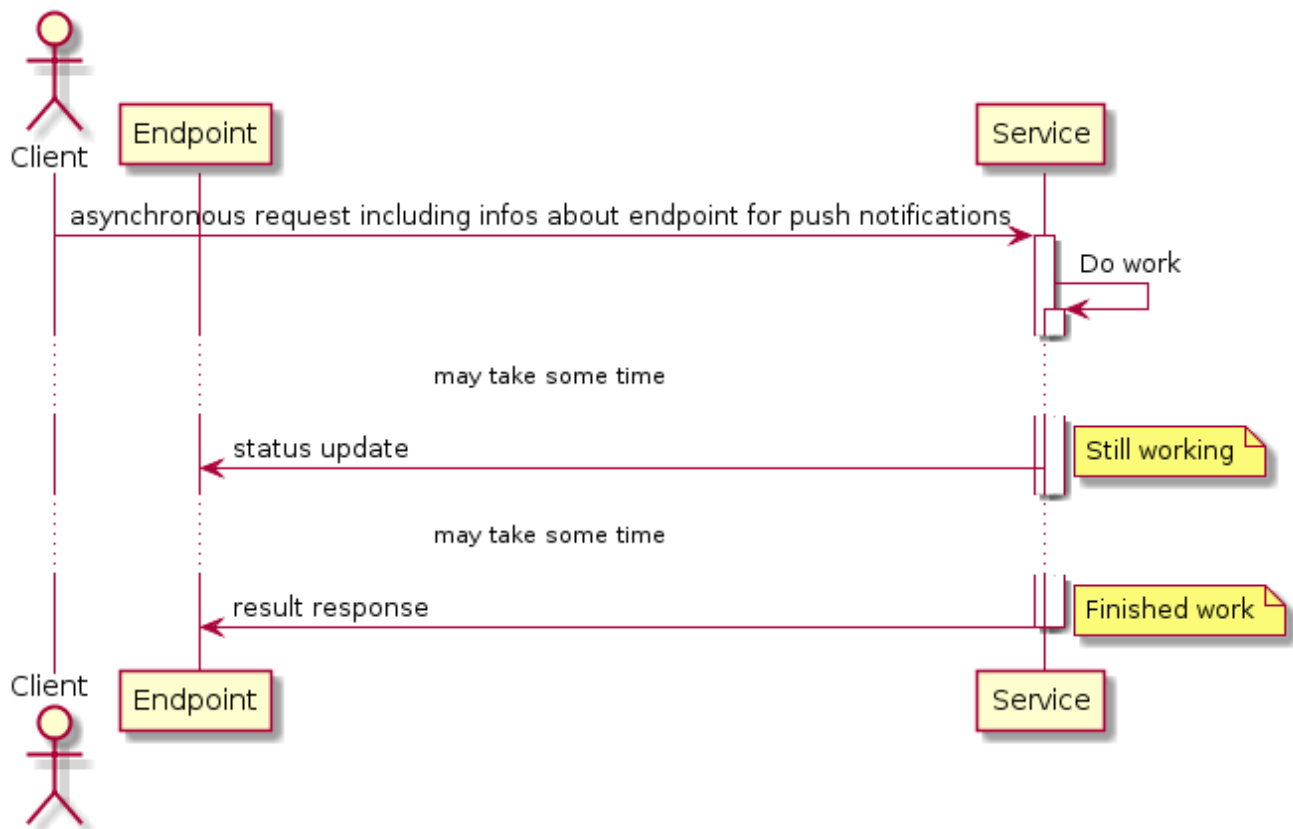 Client
Endpoint
Service
asynchronous request including infos about endpoint for push notifications
Do work
may take some time
status update
Still working
may take some time
result response
Finished work
Client
Endpoint
Service